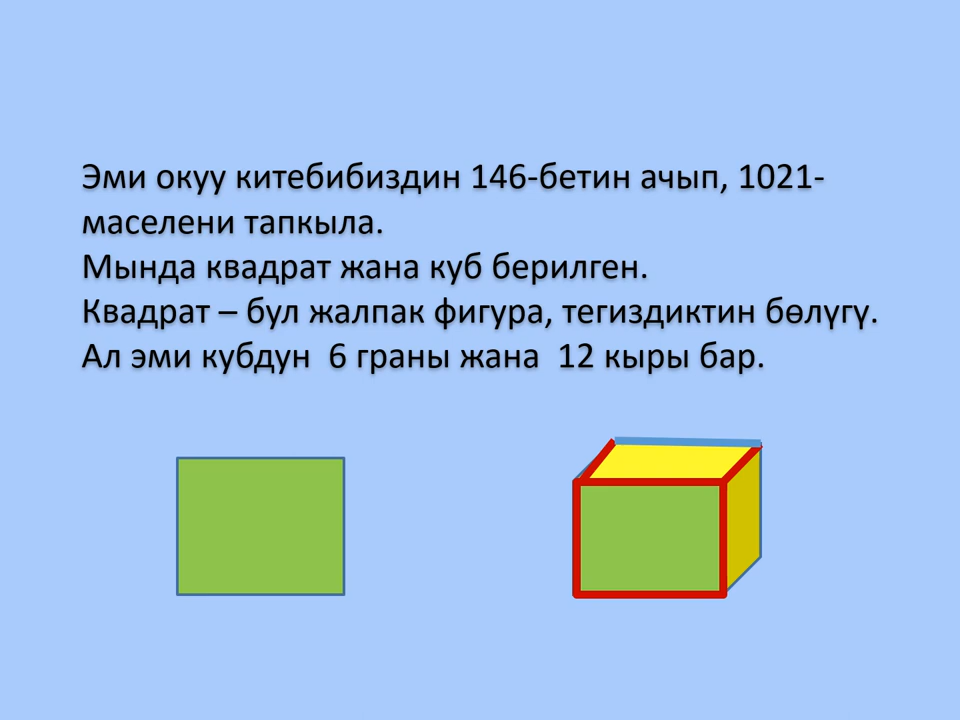 Эми окуу китебибиздин 146-бетин ачып, 1021-
маселени тапкыла.
Мында квадрат жана куб берилген.
Квадрат – бул жалпак фигура, тегиздиктин бөлүгү.
Ал эми кубдун  6 граны жана  12 кыры бар.